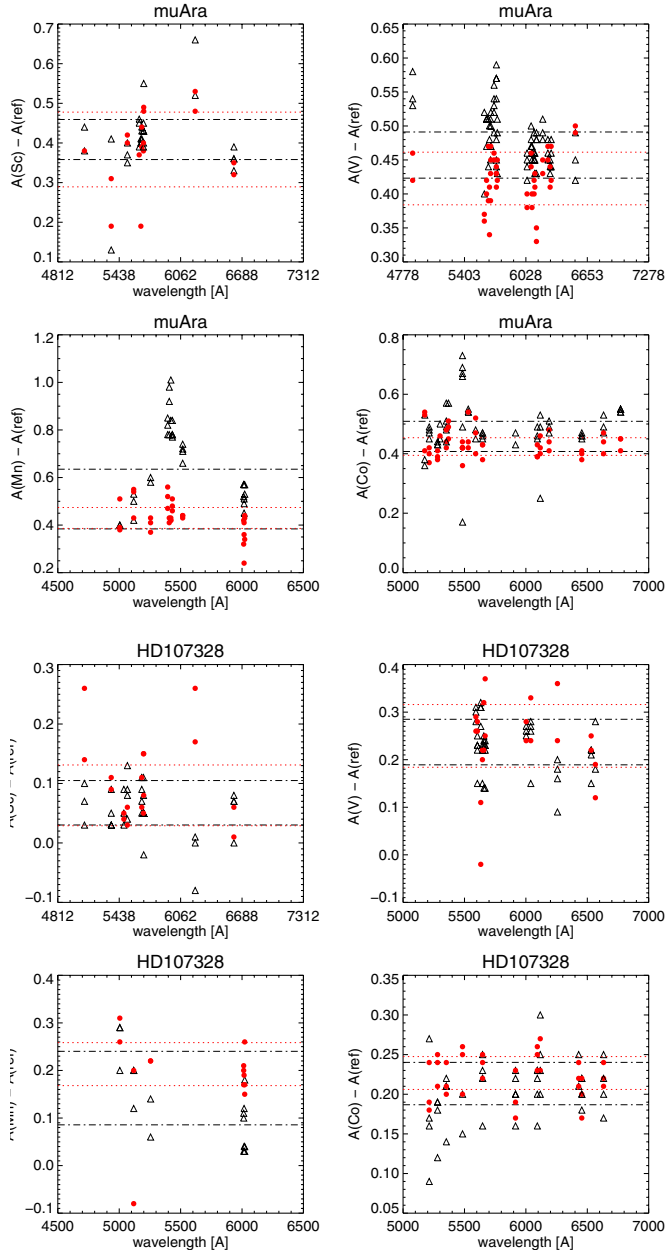 muAra
A(Sc) − A(ref)
0.7
0.6
0.5
0.4
0.3
0.2
0.1
4812 5438 6062 6688 7312
wavelength [A]
muAra
A(V) − A(ref)
0.65
0.60
0.55
0.50
0.45
0.40
0.35
0.30
4778 5403 6028 6653 7278
wavelength [A]
muAra
A(Mn) − A(ref)
1.2
1.0
0.8
0.6
0.4
0.2
4500 5000 5500 6000 6500
wavelength [A]
muAra
A(Co) − A(ref)
0.8
0.6
0.4
0.2
0.0
5000 5500 6000 6500 7000
wavelength [A]
HD107328
− A(ref)
0.3
0.2
0.1
0.0
−0.1
4812 5438 6062 6688 7312
wavelength [A]
HD107328
A(V) − A(ref)
0.4
0.3
0.2
0.1
0.0
−0.1
5000 5500 6000 6500 7000
wavelength [A]
HD107328
A(Mn) − A(ref)
0.4
0.3
0.2
0.1
0.0
−0.1
4500 5000 5500 6000 6500
wavelength [A]
HD107328
A(Co) − A(ref)
0.35
0.30
0.25
0.20
0.15
0.10
0.05
5000 5500 6000 6500 7000
wavelength [A]